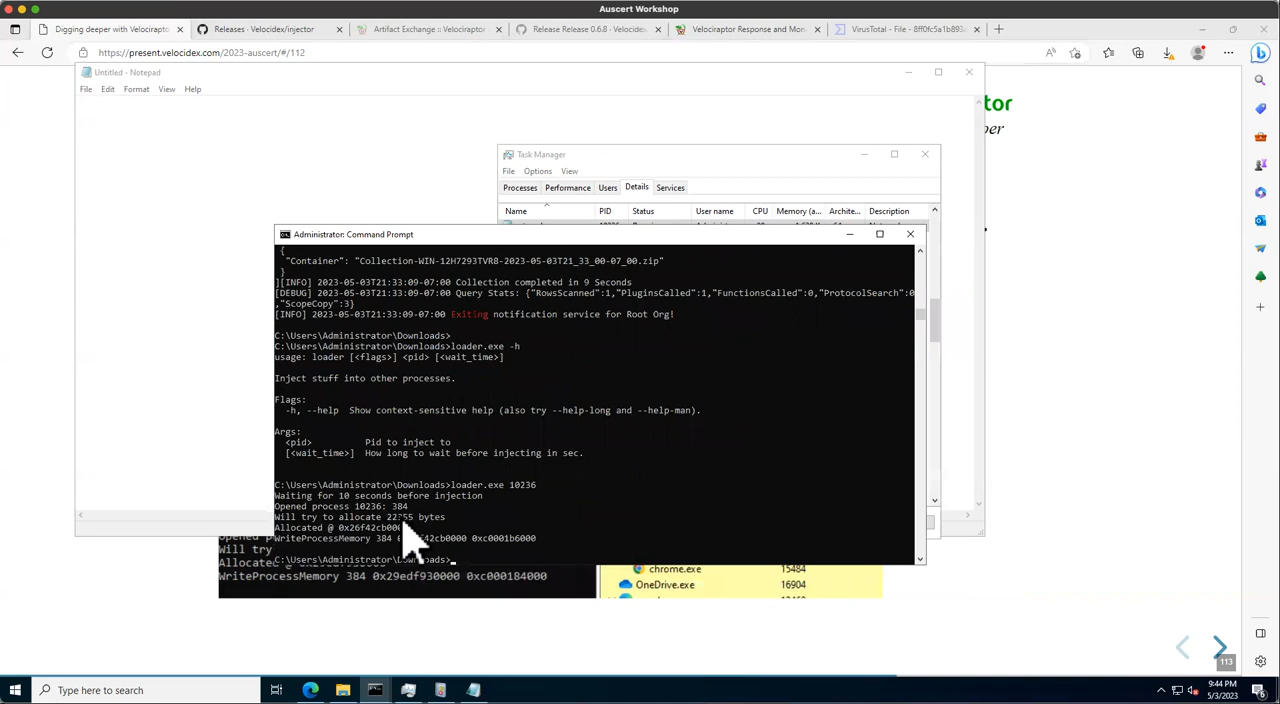 Auscert Workshop
Digging deeper with Velocirapto
Releases · Velocidex/injector
Artifact Exchange :: Velociraptor
Release Release 0.6.8 · Velocidex
Velociraptor Response and Mon
VirusTotal - File - 8ff0fc5a1b893
https://present.velocidex.com/2023-auscert/#/112
Untitled - Notepad
File Edit Format View Help
tor
per
Task Manager
File Options View
Processes Performance Users Details Services
Name PID Status User name CPU Memory (a... Archite... Description
Administrator: Command Prompt
{
"Container": "Collection-WIN-12H7293TVR8-2023-05-03T21_33_00-07_00.zip"
}
][INFO] 2023-05-03T21:33:09-07:00 Collection completed in 9 Seconds
[DEBUG] 2023-05-03T21:33:09-07:00 Query Stats: {"RowsScanned":1,"PluginsCalled":1,"FunctionsCalled":0,"ProtocolSearch":0
,"ScopeCopy":3}
[INFO] 2023-05-03T21:33:09-07:00 Exiting notification service for Root Org!
C:\Users\Administrator\Downloads>
C:\Users\Administrator\Downloads>loader.exe -h
usage: loader [<flags>] <pid> [<wait_time>]
Inject stuff into other processes.
Flags:
-h, --help Show context-sensitive help (also try --help-long and --help-man).
Args:
<pid> Pid to inject to
[<wait_time>] How long to wait before injecting in sec.
C:\Users\Administrator\Downloads>loader.exe 10236
Waiting for 10 seconds before injection
Opened process 10236: 384
Will try to allocate 22355 bytes
Allocated @ 0x26f42cb000
WriteProcessMemory 384 0xc0001b6000
C:\Users\Administrator\Downloads>
Will try
Allocated
WriteProcessMemory 384 0x29edf930000 0xc000184000
chrome.exe 15484
OneDrive.exe 16904
113
Type here to search
9:44 PM
5/3/2023